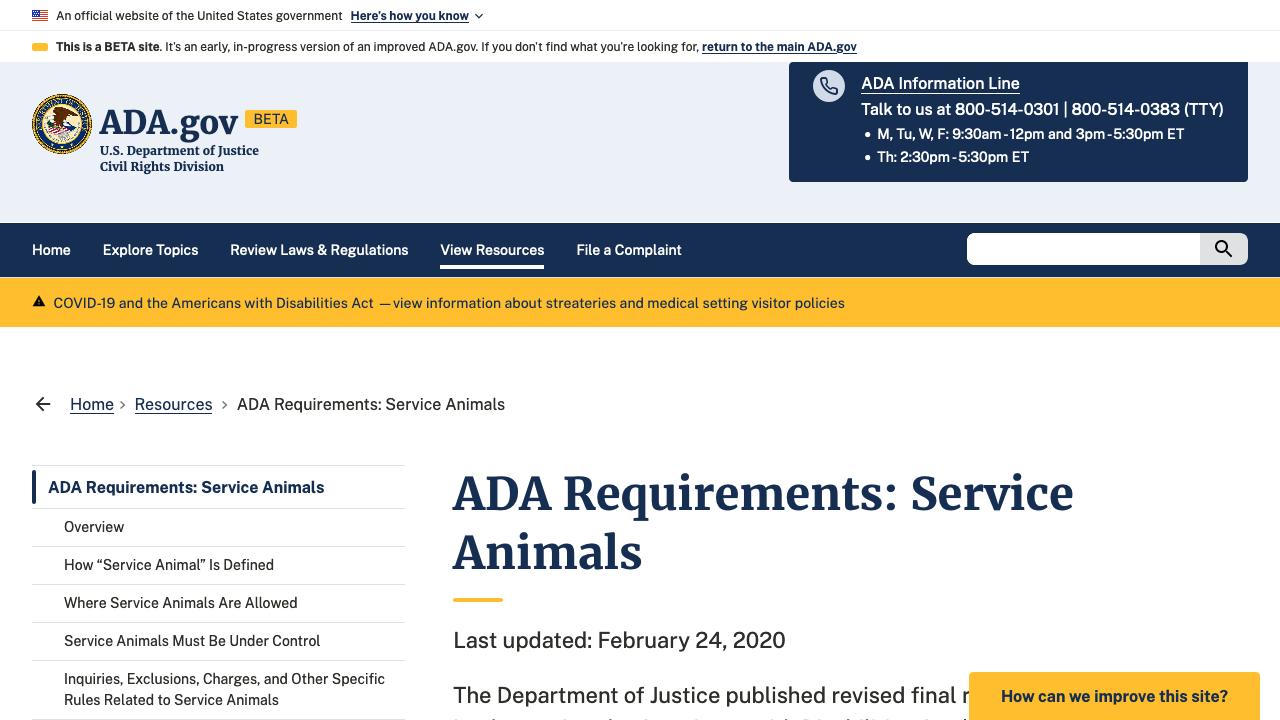 An official website of the United States government Here's how you know
This is a BETA site. It's an early, in-progress version of an improved ADA.gov. If you don't find what you're looking for, return to the main ADA.gov
ADA.gov BETA
U.S. Department of Justice
Civil Rights Division
ADA Information Line
Talk to us at 800-514-0301 | 800-514-0383 (TTY)
• M, Tu, W, F: 9:30am-12pm and 3pm-5:30pm ET
• Th: 2:30pm-5:30pm ET
Home Explore Topics Review Laws & Regulations View Resources File a Complaint
COVID-19 and the Americans with Disabilities Act —view information about streateries and medical setting visitor policies
Home > Resources > ADA Requirements: Service Animals
ADA Requirements: Service Animals
Overview
How “Service Animal” Is Defined
Where Service Animals Are Allowed
Service Animals Must Be Under Control
Inquiries, Exclusions, Charges, and Other Specific
Rules Related to Service Animals
ADA Requirements: Service
Animals
Last updated: February 24, 2020
The Department of Justice published revised final
How can we improve this site?